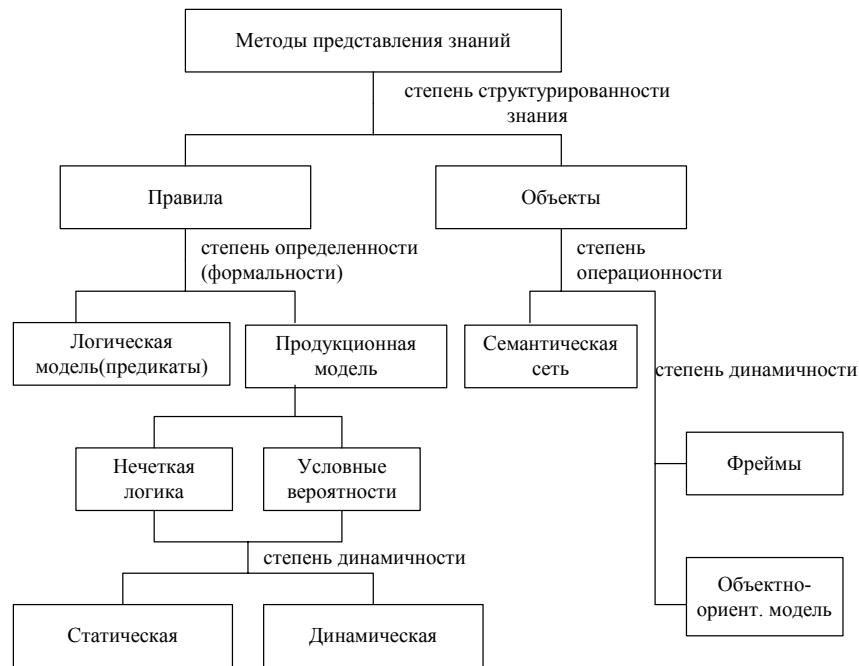 Методы представления знаний
степень структурированности
знания
Правила
Объекты
степень определенности
(формальности)
степень
операционности
Логическая
модель(предикаты)
Продукционная
модель
Семантическая
сеть
степень динамичности
Нечеткая
логика
Условные
вероятности
Фреймы
степень динамичности
Статическая
Динамическая
Объектно-
ориент. модель